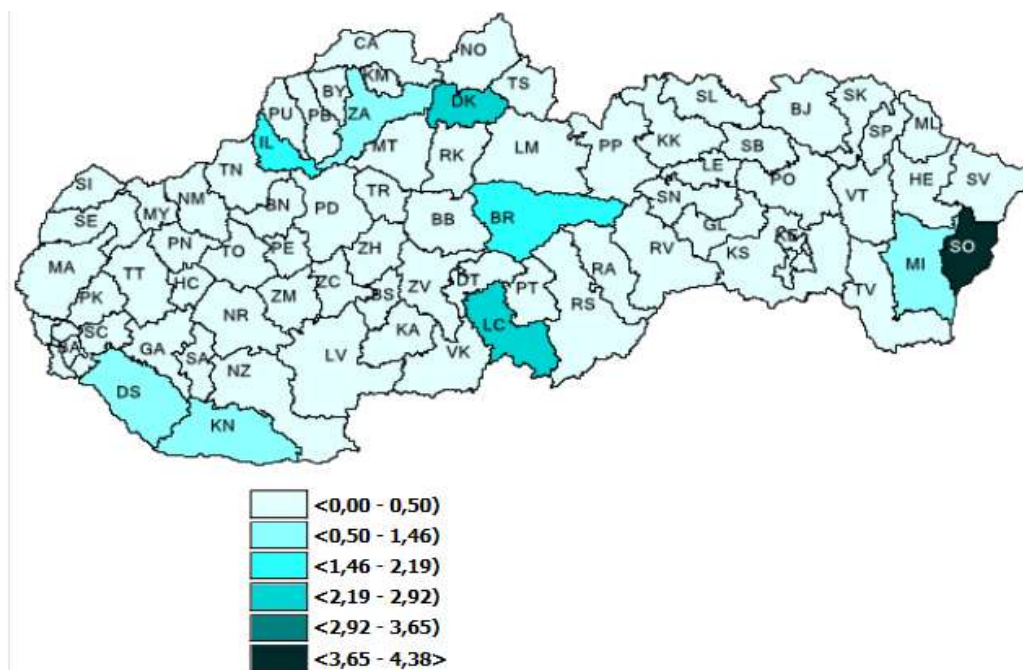 CA
NO
KM
TS
BY
DK
PU
PB
ZA
SL
BJ
SK
SP
ML
IL
MT
RK
LM
PP
KK
SB
LE
PO
HE
SV
TN
SI
NM
BN
PD
TR
BB
BR
SN
VT
SE
MY
PN
TO
PE
ZH
GL
RV
KS
SO
MA
TT
HC
ZM
ZC
BS
ZV
DT
PT
RA
RS
MI
TV
PK
NR
LC
SC
GA
SA
LV
KA
VK
BA
NZ
DS
KN
<0,00 - 0,50)
<0,50 - 1,46)
<1,46 - 2,19)
<2,19 - 2,92)
<2,92 - 3,65)
<3,65 - 4,38>